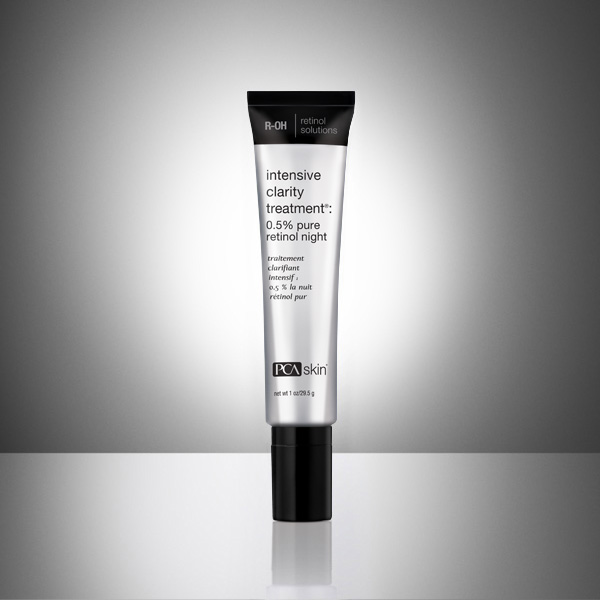 R-OH
retinol
solutions
intensive
clarity
treatment®:
0.5% pure
retinol night
traitement
clarifiant
intensif :
0,5 % la nuit
rétinol pur
PCA skin
net wt 1 oz/29.5 g